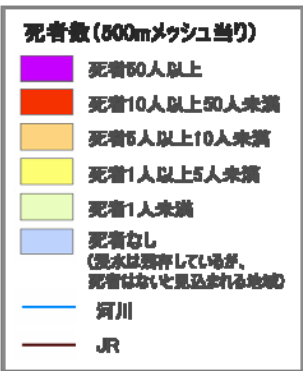 死者数(500mメッシュ当り)
死者50人以上
死者10人以上50人未満
死者5人以上10人未満
死者1人以上5人未満
死者1人未満
死者なし
(浸水は残存しているが、
死者はないと見込まれる地域)
河川
JR